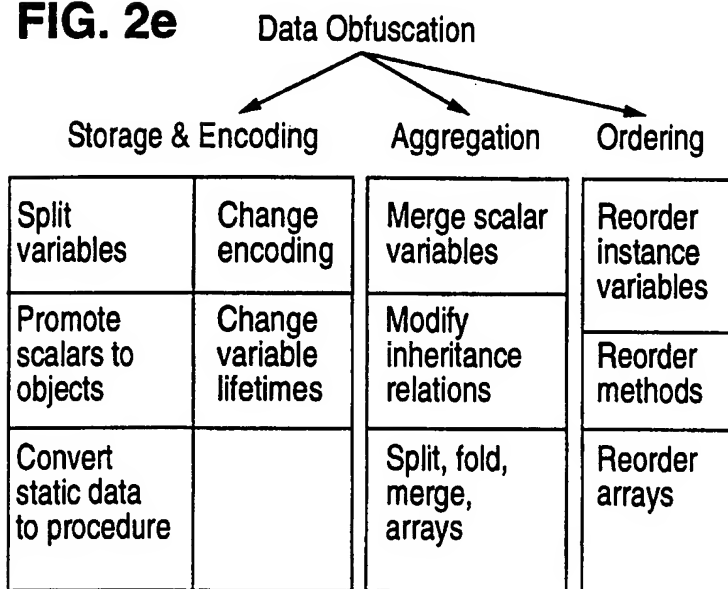 FIG. 2e
Data Obfuscation
Storage & Encoding
Aggregation
Ordering
Split
variables
Change
encoding
Merge scalar
variables
Reorder
instance
variables
Promote
scalars to
objects
Change
variable
lifetimes
Modify
inheritance
relations
Reorder
methods
Convert
static data
to procedure
Split, fold,
merge,
arrays
Reorder
arrays